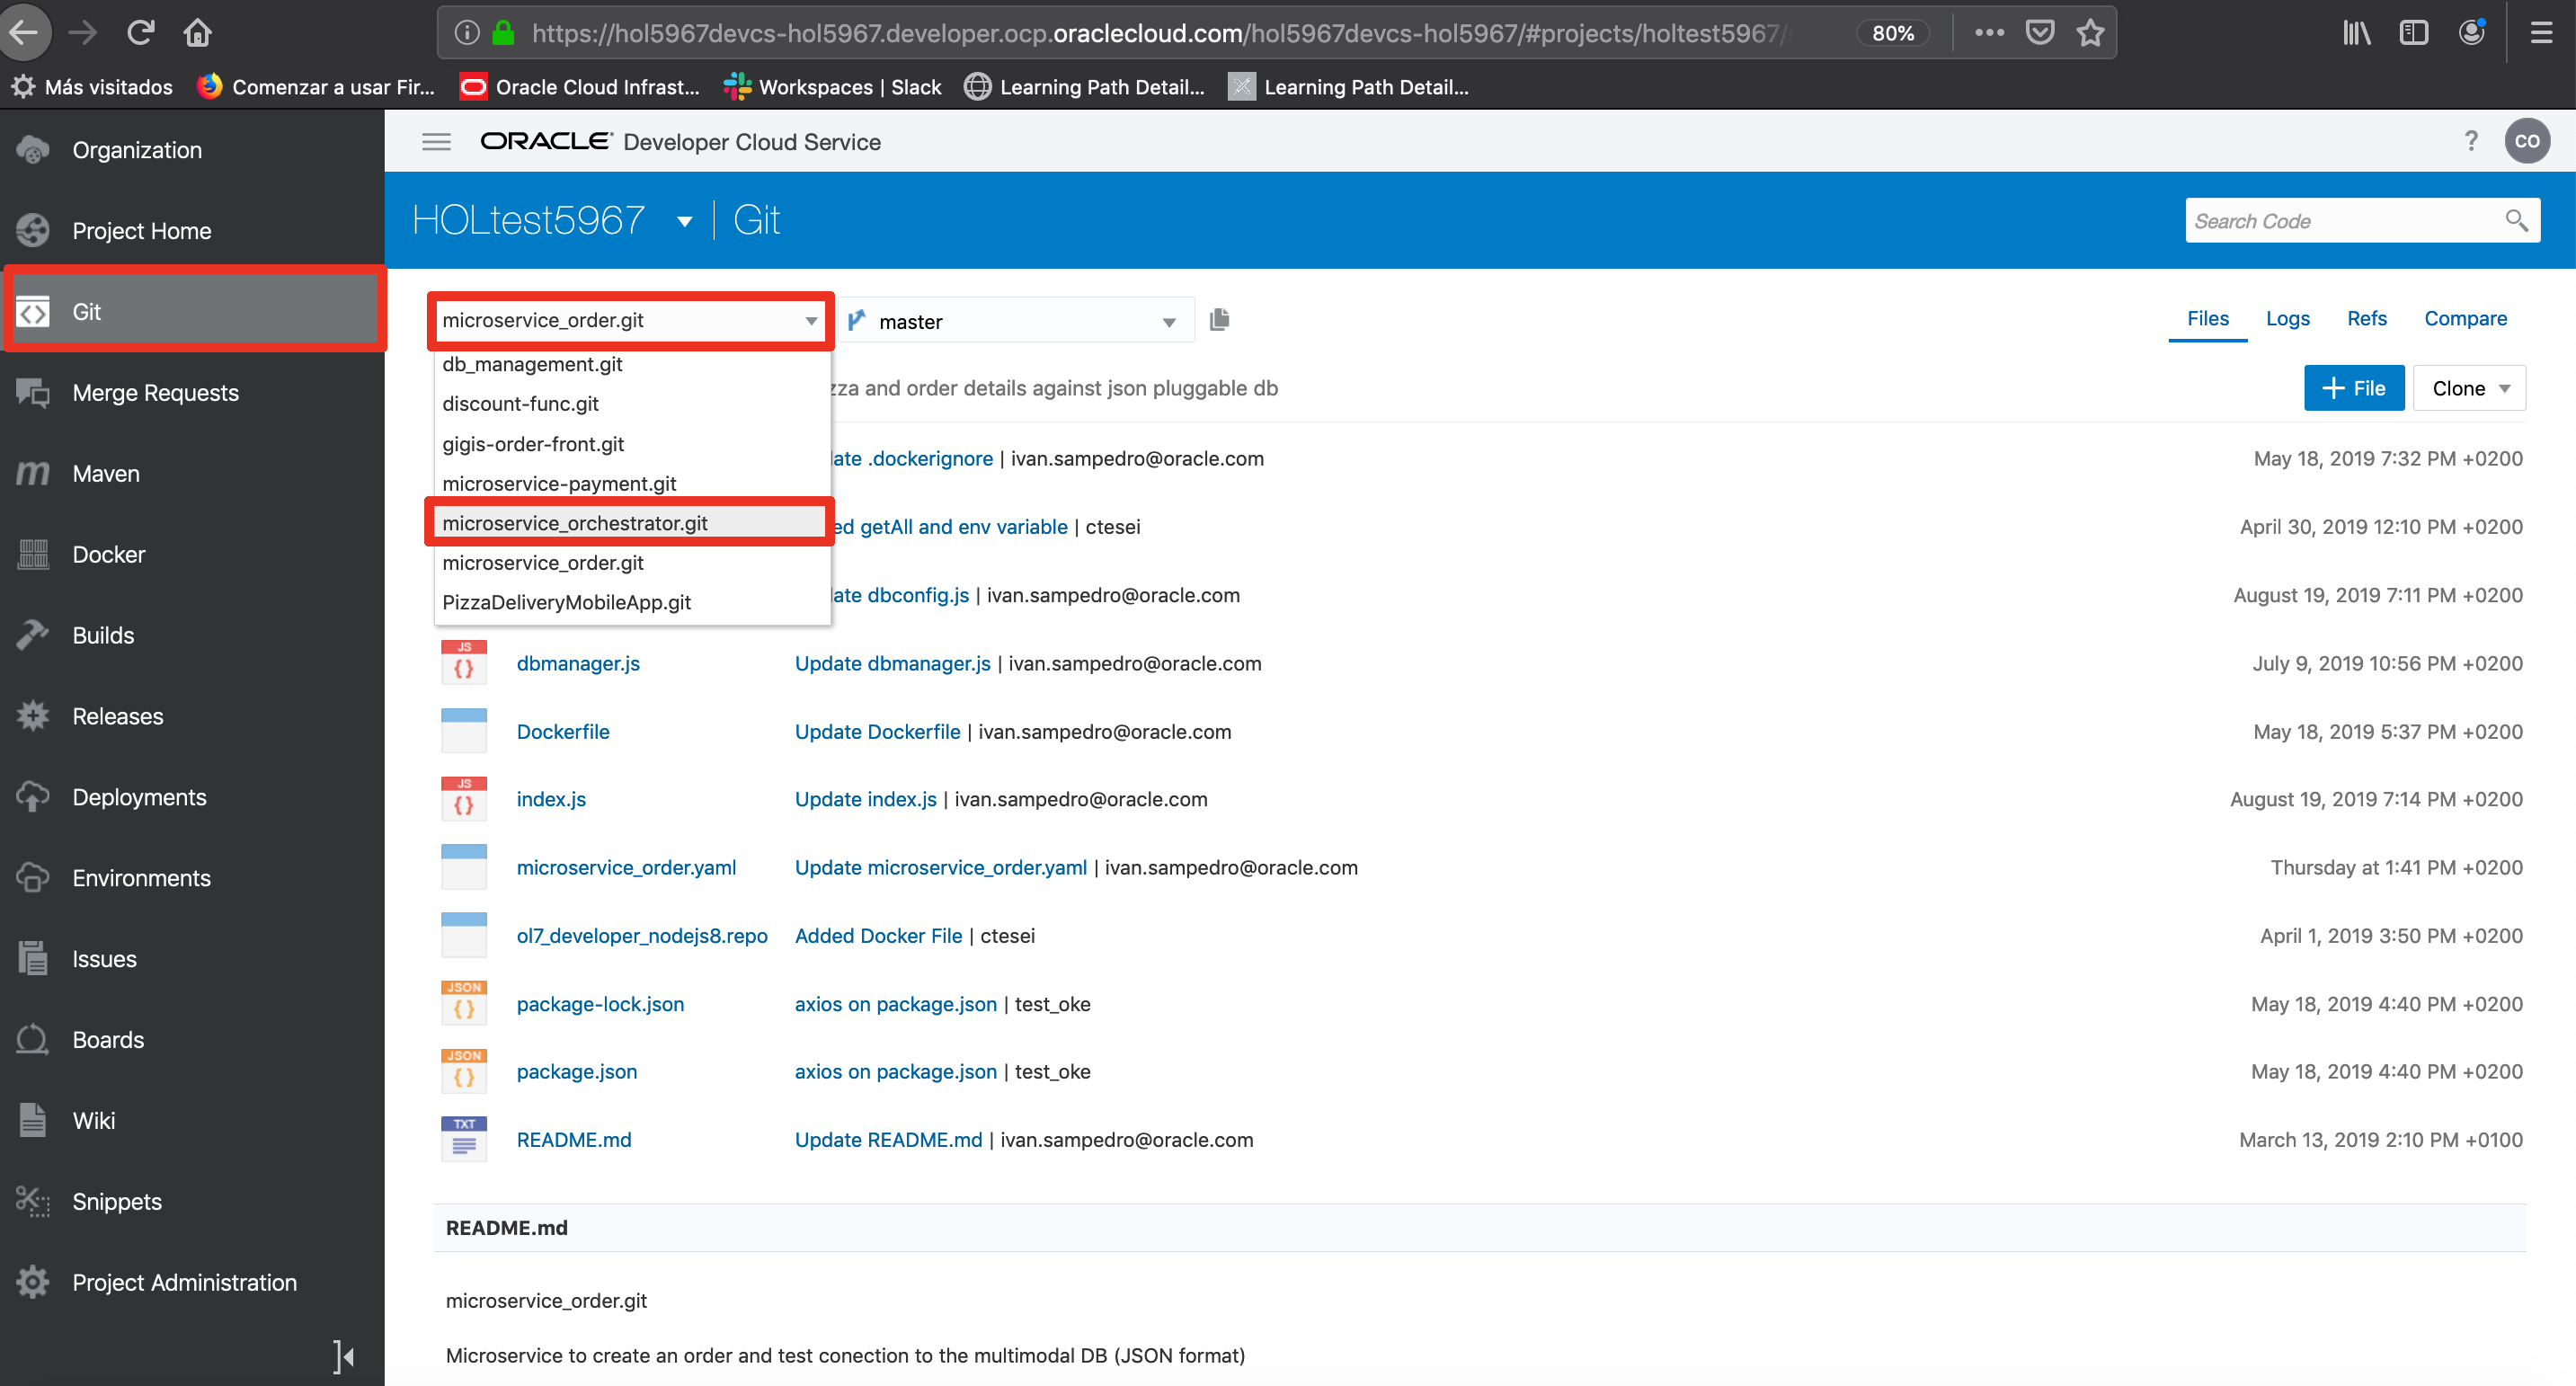 https://hol5967devcs-hol5967.developer.ocp.oraclecloud.com/hol5967devcs-hol5967/#projects/holtest5967/
80%
Más visitados
Comenzar a usar Fir...
Oracle Cloud Infrast...
Workspaces | Slack
Learning Path Detail...
Learning Path Detail...
Organization
Project Home
Git
Merge Requests
Maven
Docker
Builds
Releases
Deployments
Environments
Issues
Boards
Wiki
Snippets
Project Administration
ORACLE Developer Cloud Service
?
CO
HOLtest5967 | Git
Search Code
microservice_order.git
master
Files
Logs
Refs
Compare
db_management.git
discount-func.git
gigis-order-front.git
microservice-payment.git
microservice_orchestrator.git
microservice_order.git
PizzaDeliveryMobileApp.git
zza and order details against json pluggable db
+ File
Clone
ate .dockerignore | ivan.sampedro@oracle.com May 18, 2019 7:32 PM +0200
ed getAll and env variable | ctesei April 30, 2019 12:10 PM +0200
ate dbconfig.js | ivan.sampedro@oracle.com August 19, 2019 7:11 PM +0200
JS {} dbmanager.js Update dbmanager.js | ivan.sampedro@oracle.com July 9, 2019 10:56 PM +0200
Dockerfile Update Dockerfile | ivan.sampedro@oracle.com May 18, 2019 5:37 PM +0200
JS {} index.js Update index.js | ivan.sampedro@oracle.com August 19, 2019 7:14 PM +0200
microservice_order.yaml Update microservice_order.yaml | ivan.sampedro@oracle.com Thursday at 1:41 PM +0200
ol7_developer_nodejs8.repo Added Docker File | ctesei April 1, 2019 3:50 PM +0200
JSON {} package-lock.json axios on package.json | test_oke May 18, 2019 4:40 PM +0200
JSON {} package.json axios on package.json | test_oke May 18, 2019 4:40 PM +0200
TXT README.md Update README.md | ivan.sampedro@oracle.com March 13, 2019 2:10 PM +0100
README.md
microservice_order.git
Microservice to create an order and test conection to the multimodal DB (JSON format)